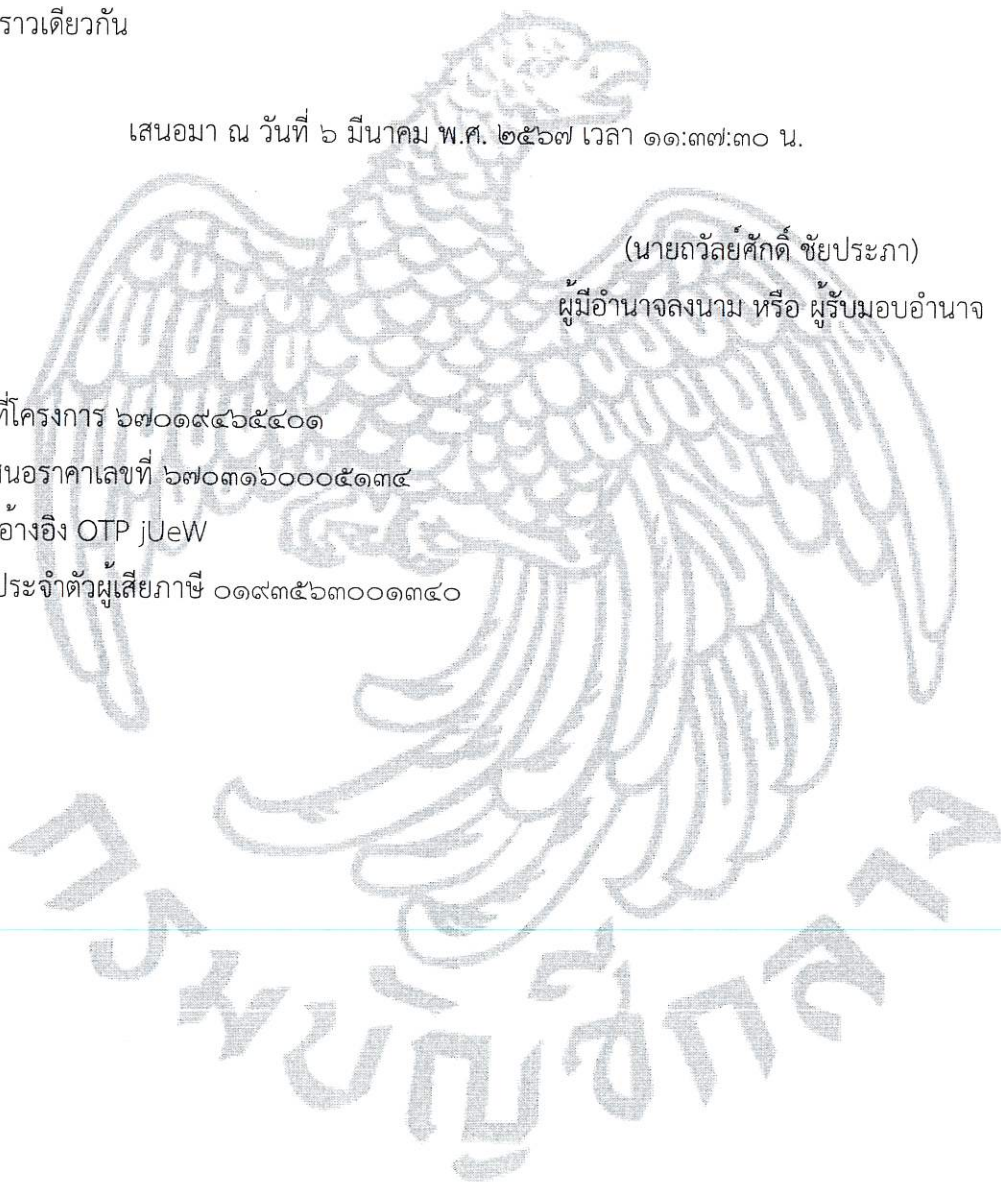 ราวเดียวกัน
เสนอมา ณ วันที่ ๖ มีนาคม พ.ศ. ๒๕๖๗ เวลา ๑๑:๓๗:๓๐ น.
(นายถวัลย์ศักดิ์ ชัยประภา)
ผู้มีอำนาจลงนาม หรือ ผู้รับมอบอำนาจ
ที่โครงการ ๖๗๐๑๙๔๖๕๔๐๑
สนอราคาเลขที่ ๖๗๐๓๑๖๐๐๐๕๑๓๔
อ้างอิง OTP jUeW
ประจำตัวผู้เสียภาษี ๐๑๙๓๕๖๓๐๐๑๓๔๐
กรมบัญชีกลาง